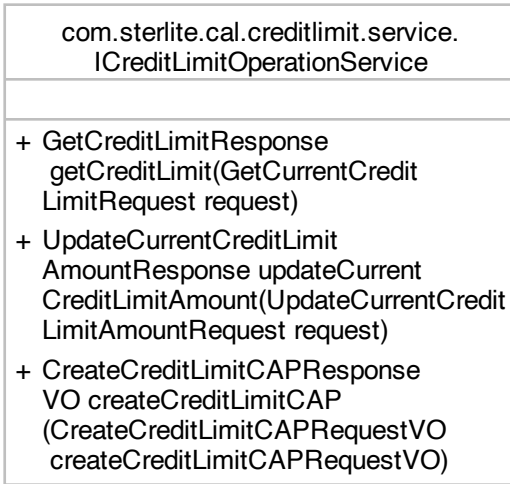 com.sterlite.cal.creditlimit.service.
ICreditLimitOperationService
+ GetCreditLimitResponse
getCreditLimit(GetCurrentCredit
LimitRequest request)
+ UpdateCurrentCreditLimit
AmountResponse updateCurrent
CreditLimitAmount(UpdateCurrentCredit
LimitAmountRequest request)
+ CreateCreditLimitCAPResponse
VO createCreditLimitCAP
(CreateCreditLimitCAPRequestVO
createCreditLimitCAPRequestVO)